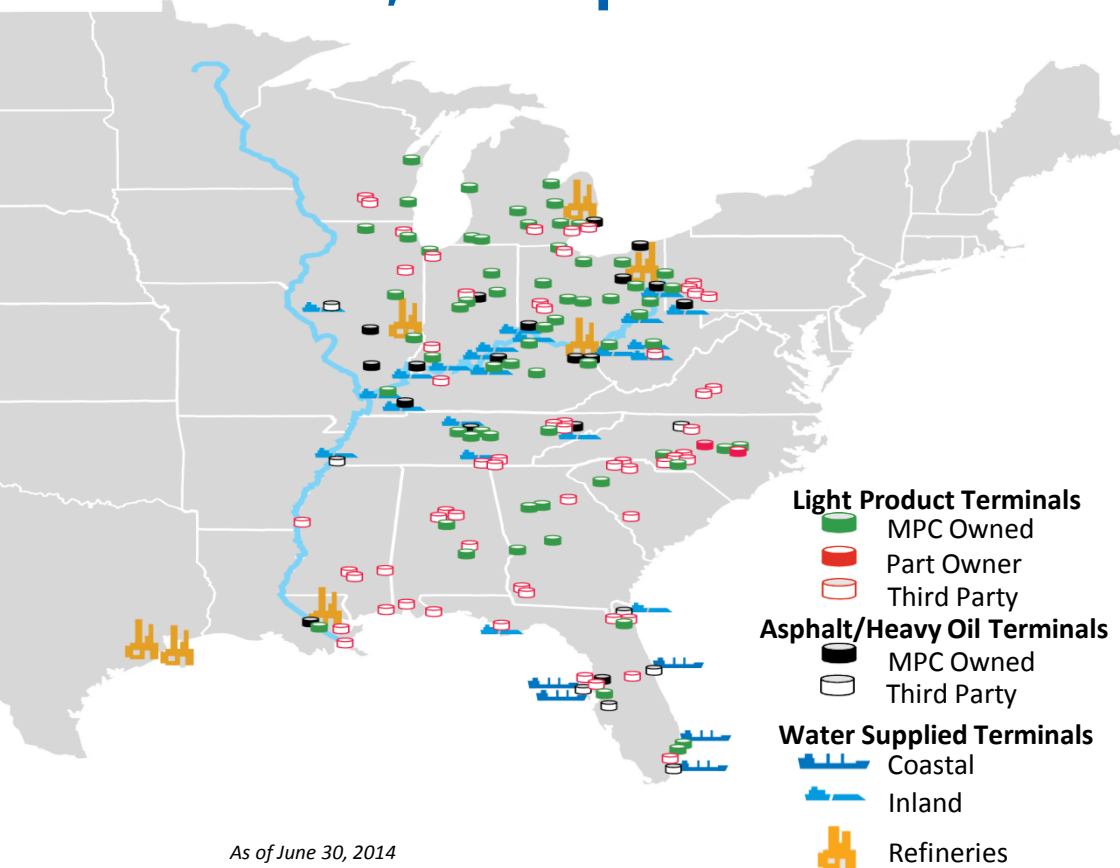 Light Product Terminals
MPC Owned
Part Owner
Third Party
Asphalt/Heavy Oil Terminals
MPC Owned
Third Party
Water Supplied Terminals
Coastal
Inland
Refineries
As of June 30, 2014